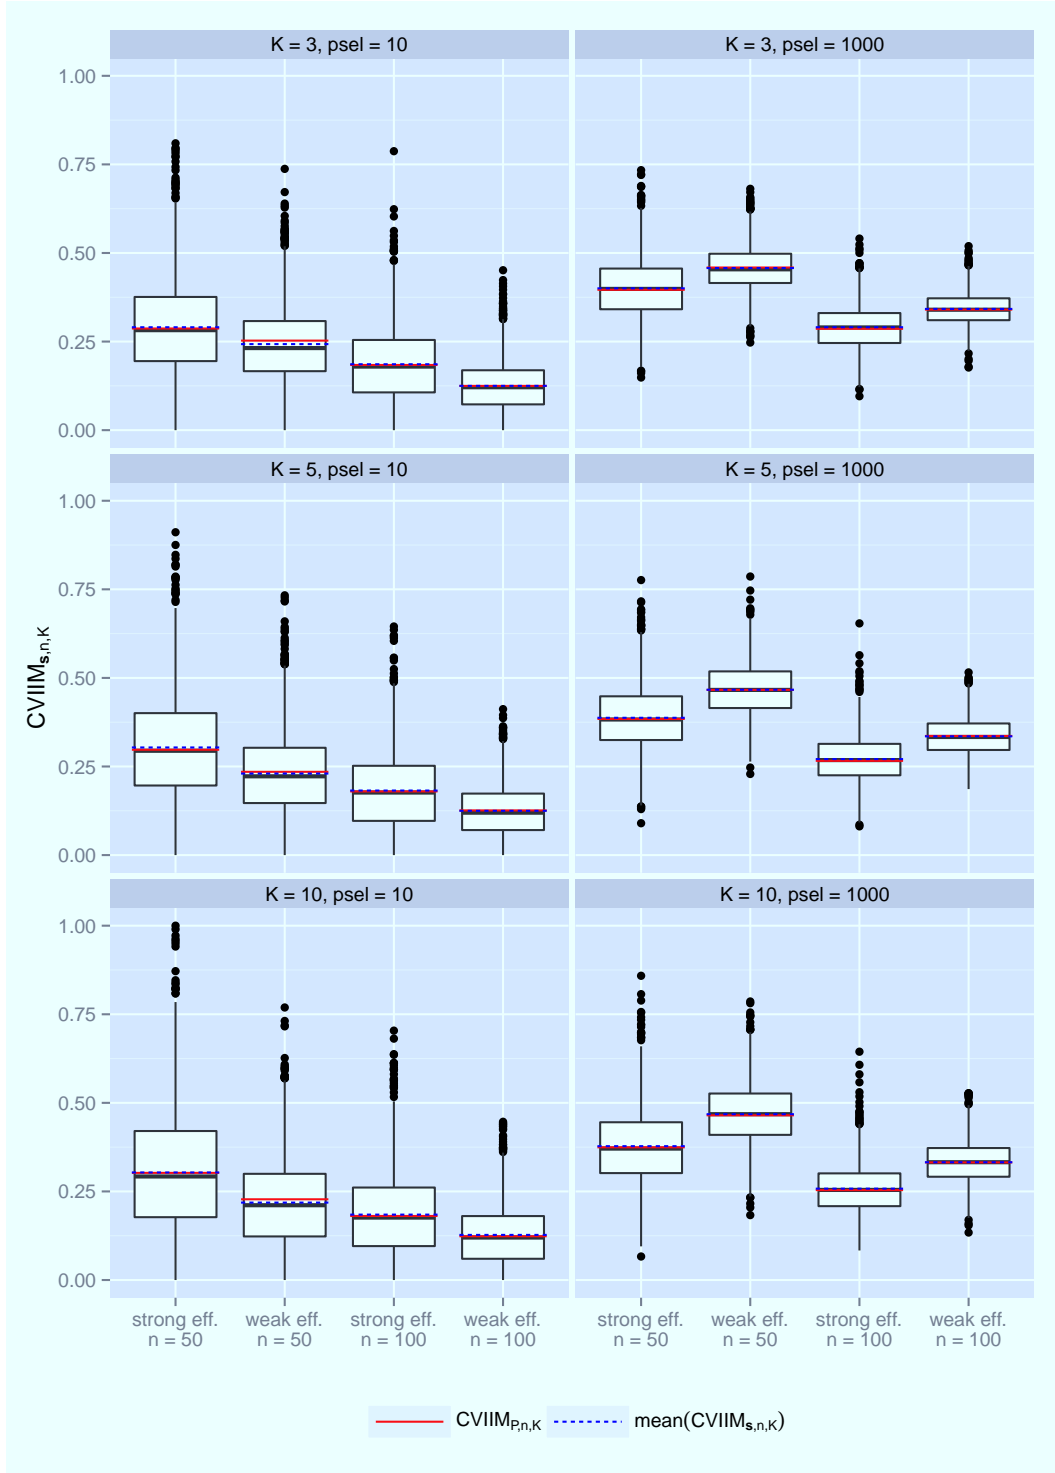 K = 3, psel = 10
K = 3, psel = 1000
1.00
0.75
0.50
0.25
0.00
K = 5, psel = 10
K = 5, psel = 1000
1.00
0.75
0.50
0.25
0.00
CVIIMs,n,K
K = 10, psel = 10
K = 10, psel = 1000
1.00
0.75
0.50
0.25
0.00
strong eff.
n = 50
weak eff.
n = 50
strong eff.
n = 100
weak eff.
n = 100
strong eff.
n = 50
weak eff.
n = 50
strong eff.
n = 100
weak eff.
n = 100
CVIIMP,n,K
mean(CVIIMs,n,K)